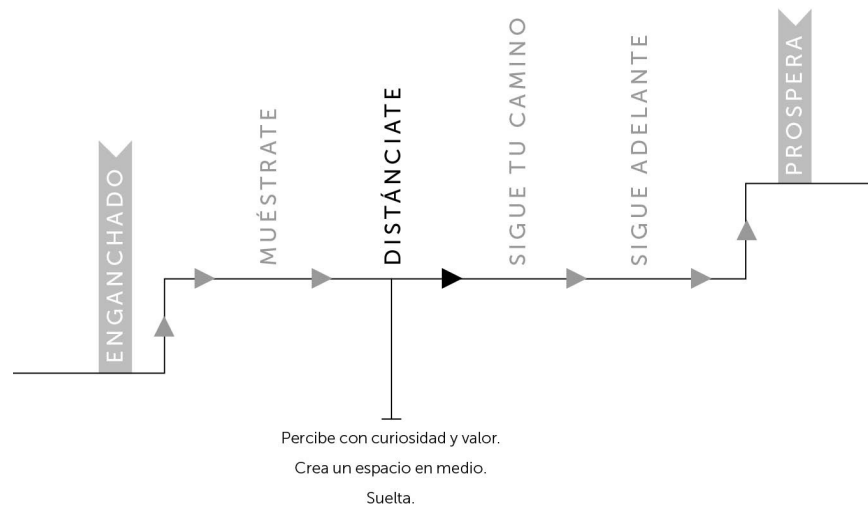 ENGANCHADO
MUÉSTRATE
DISTÁNCIATE
SIGUE TU CAMINO
SIGUE ADELANTE
PROSPERA
Percibe con curiosidad y valor.
Crea un espacio en medio.
Suelta.